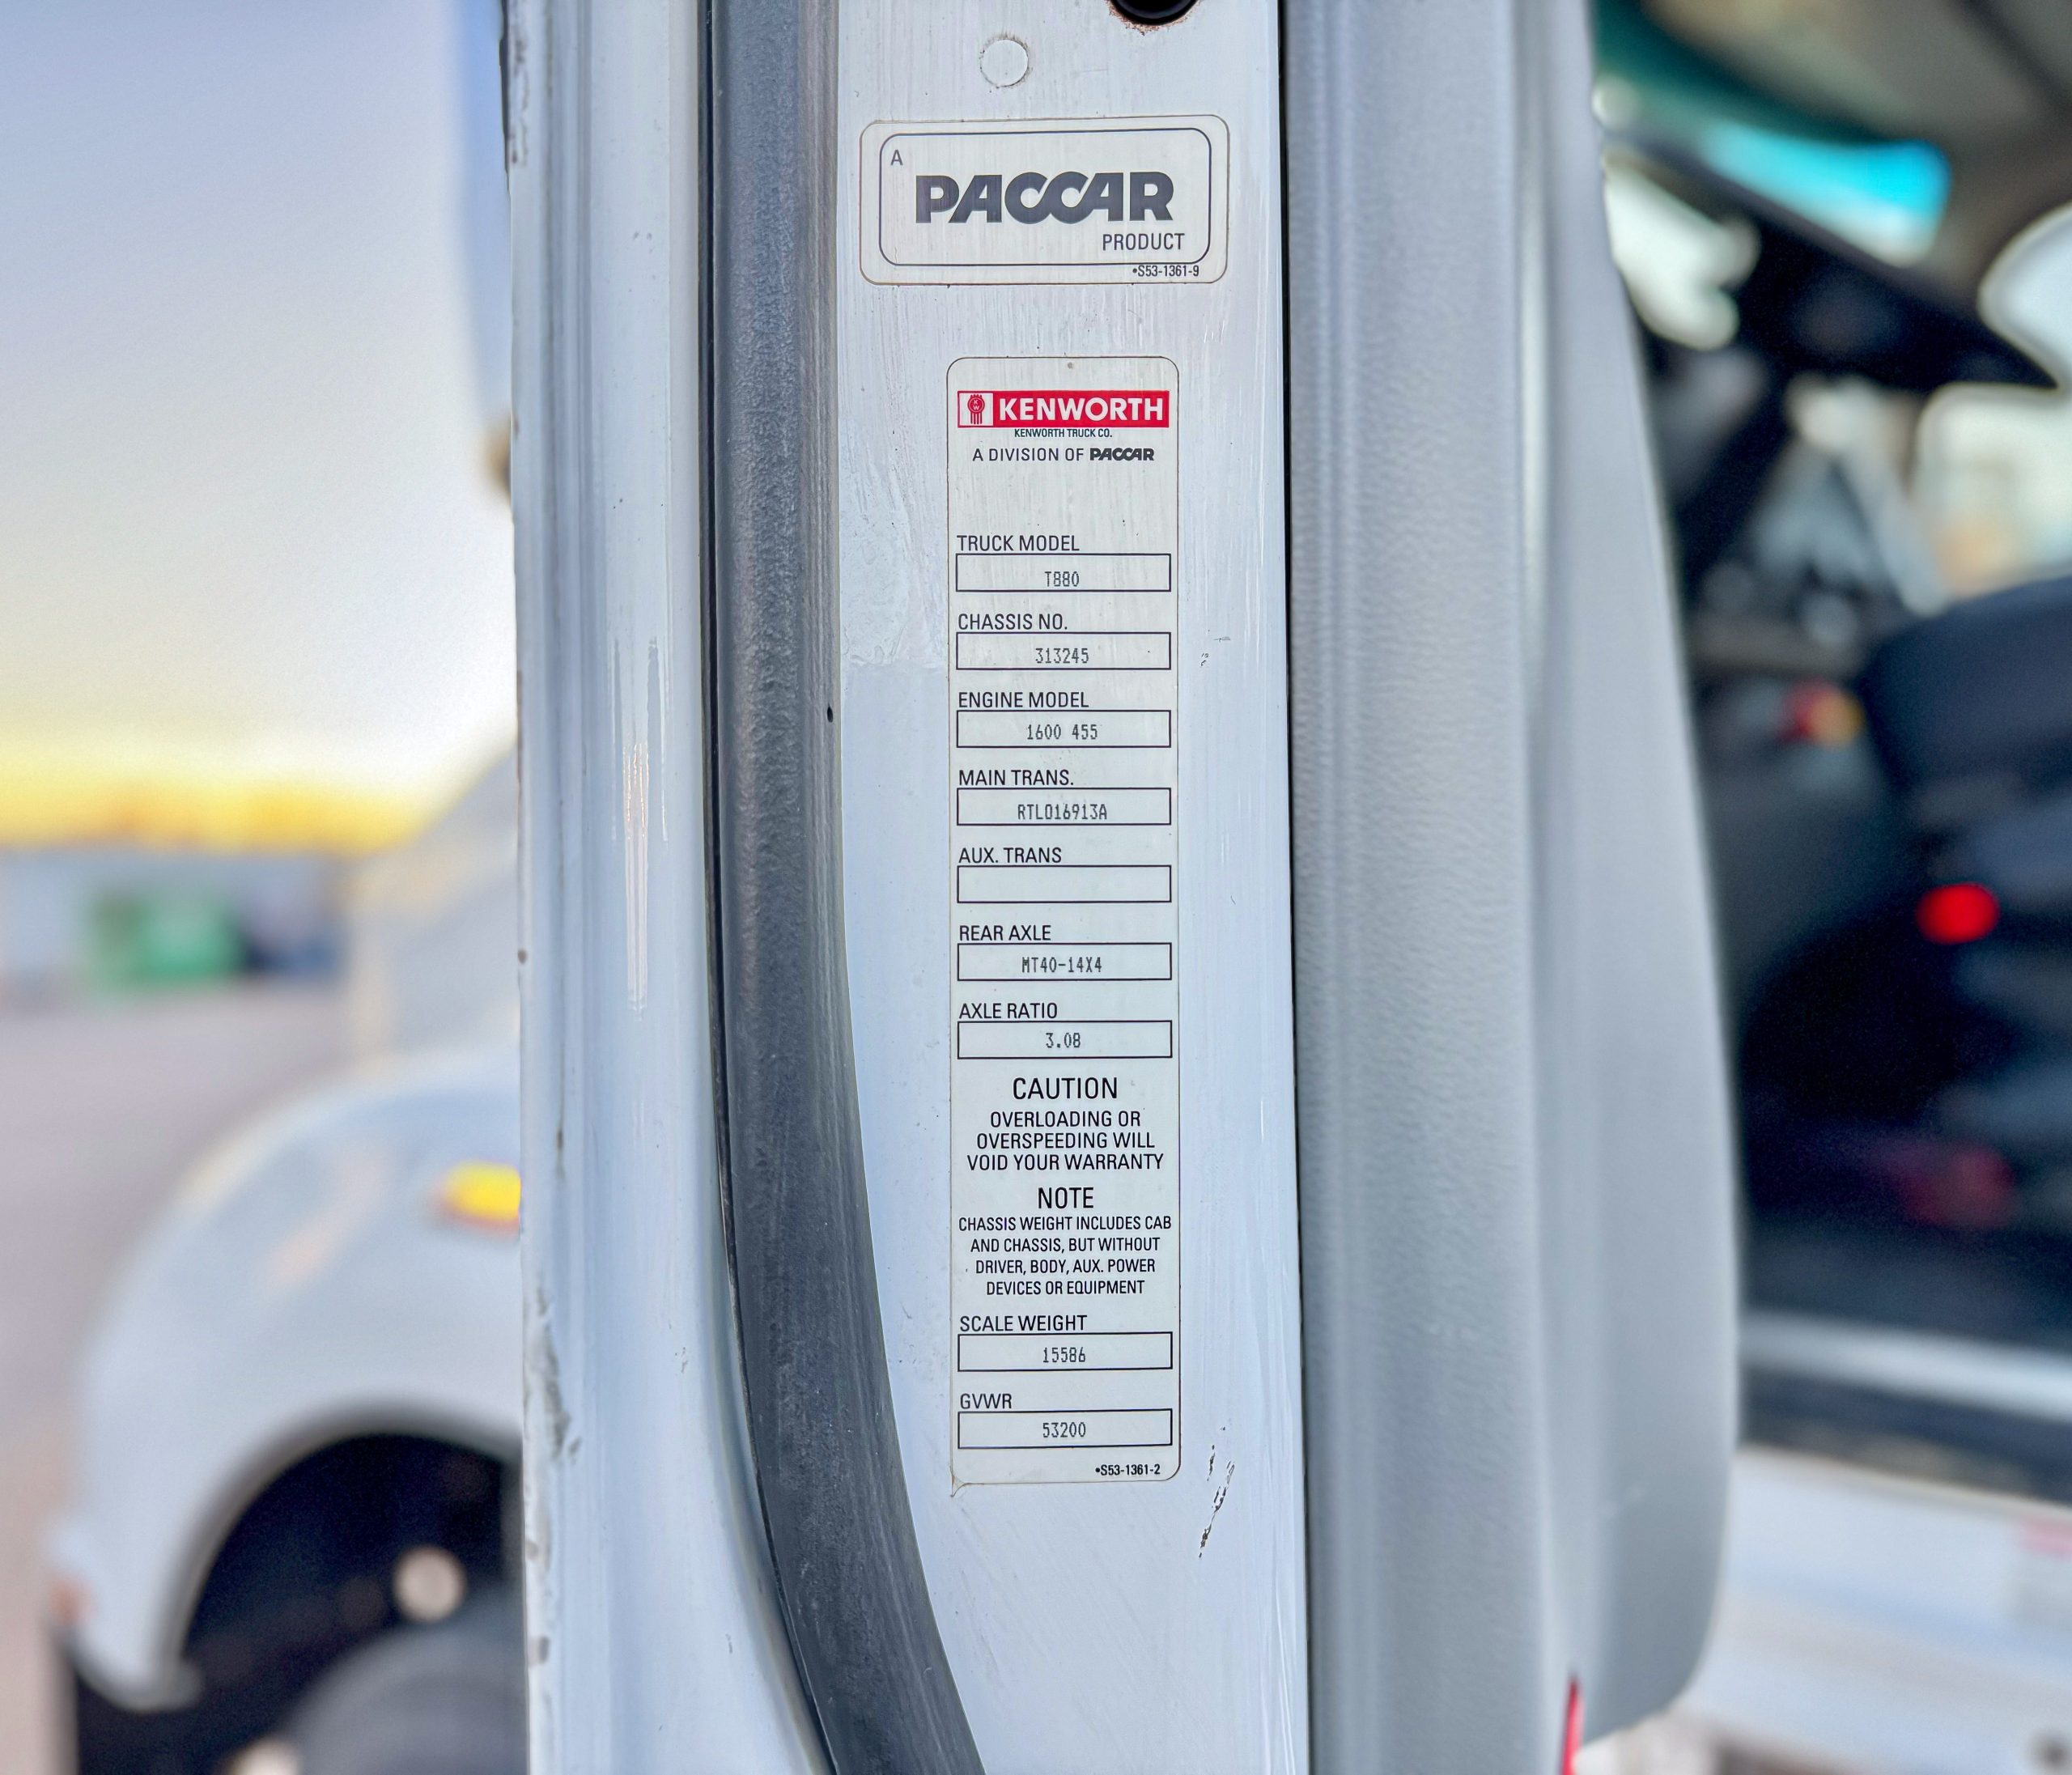 A
PACCAR
PRODUCT
•S53-1361-9
KENWORTH
KENWORTH TRUCK CO.
A DIVISION OF PACCAR
TRUCK MODEL
T880
CHASSIS NO.
313245
ENGINE MODEL
1600 455
MAIN TRANS.
RTLO16913A
AUX. TRANS
REAR AXLE
MT40-14X4
AXLE RATIO
3.08
CAUTION
OVERLOADING OR
OVERSPEEDING WILL
VOID YOUR WARRANTY
NOTE
CHASSIS WEIGHT INCLUDES CAB
AND CHASSIS, BUT WITHOUT
DRIVER, BODY, AUX. POWER
DEVICES OR EQUIPMENT
SCALE WEIGHT
15586
GVWR
53200
•S53-1361-2